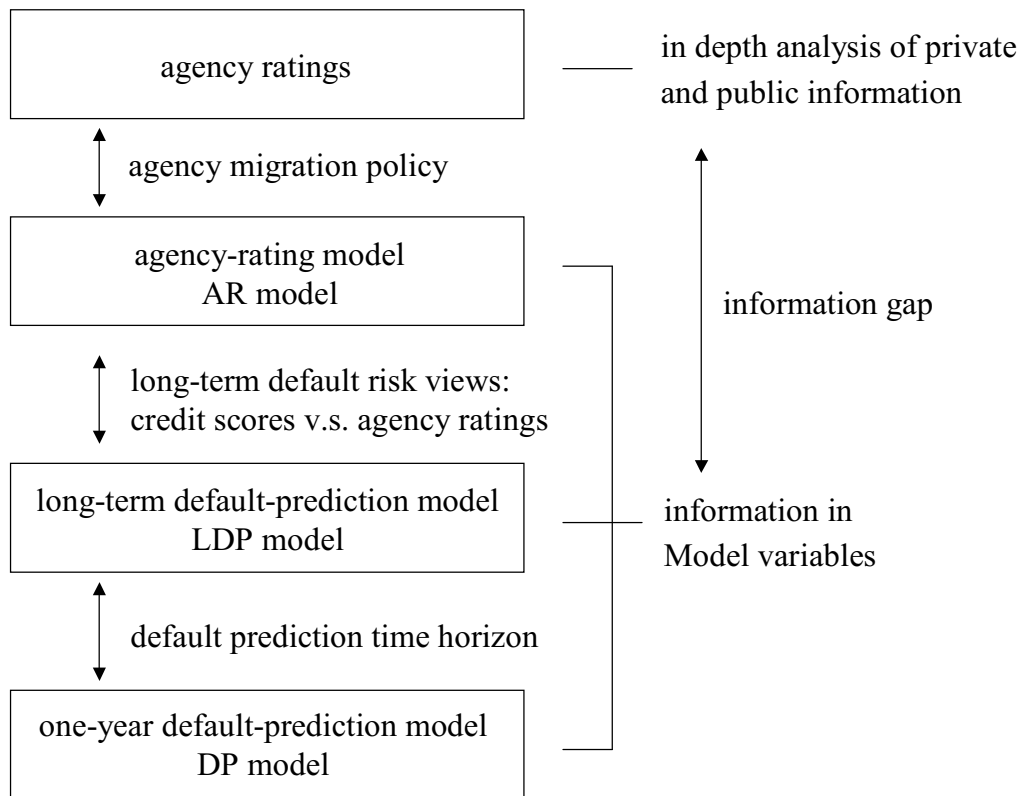 agency ratings
in depth analysis of private
and public information
agency migration policy
agency-rating model
AR model
information gap
long-term default risk views:
credit scores v.s. agency ratings
long-term default-prediction model
LDP model
information in
Model variables
default prediction time horizon
one-year default-prediction model
DP model